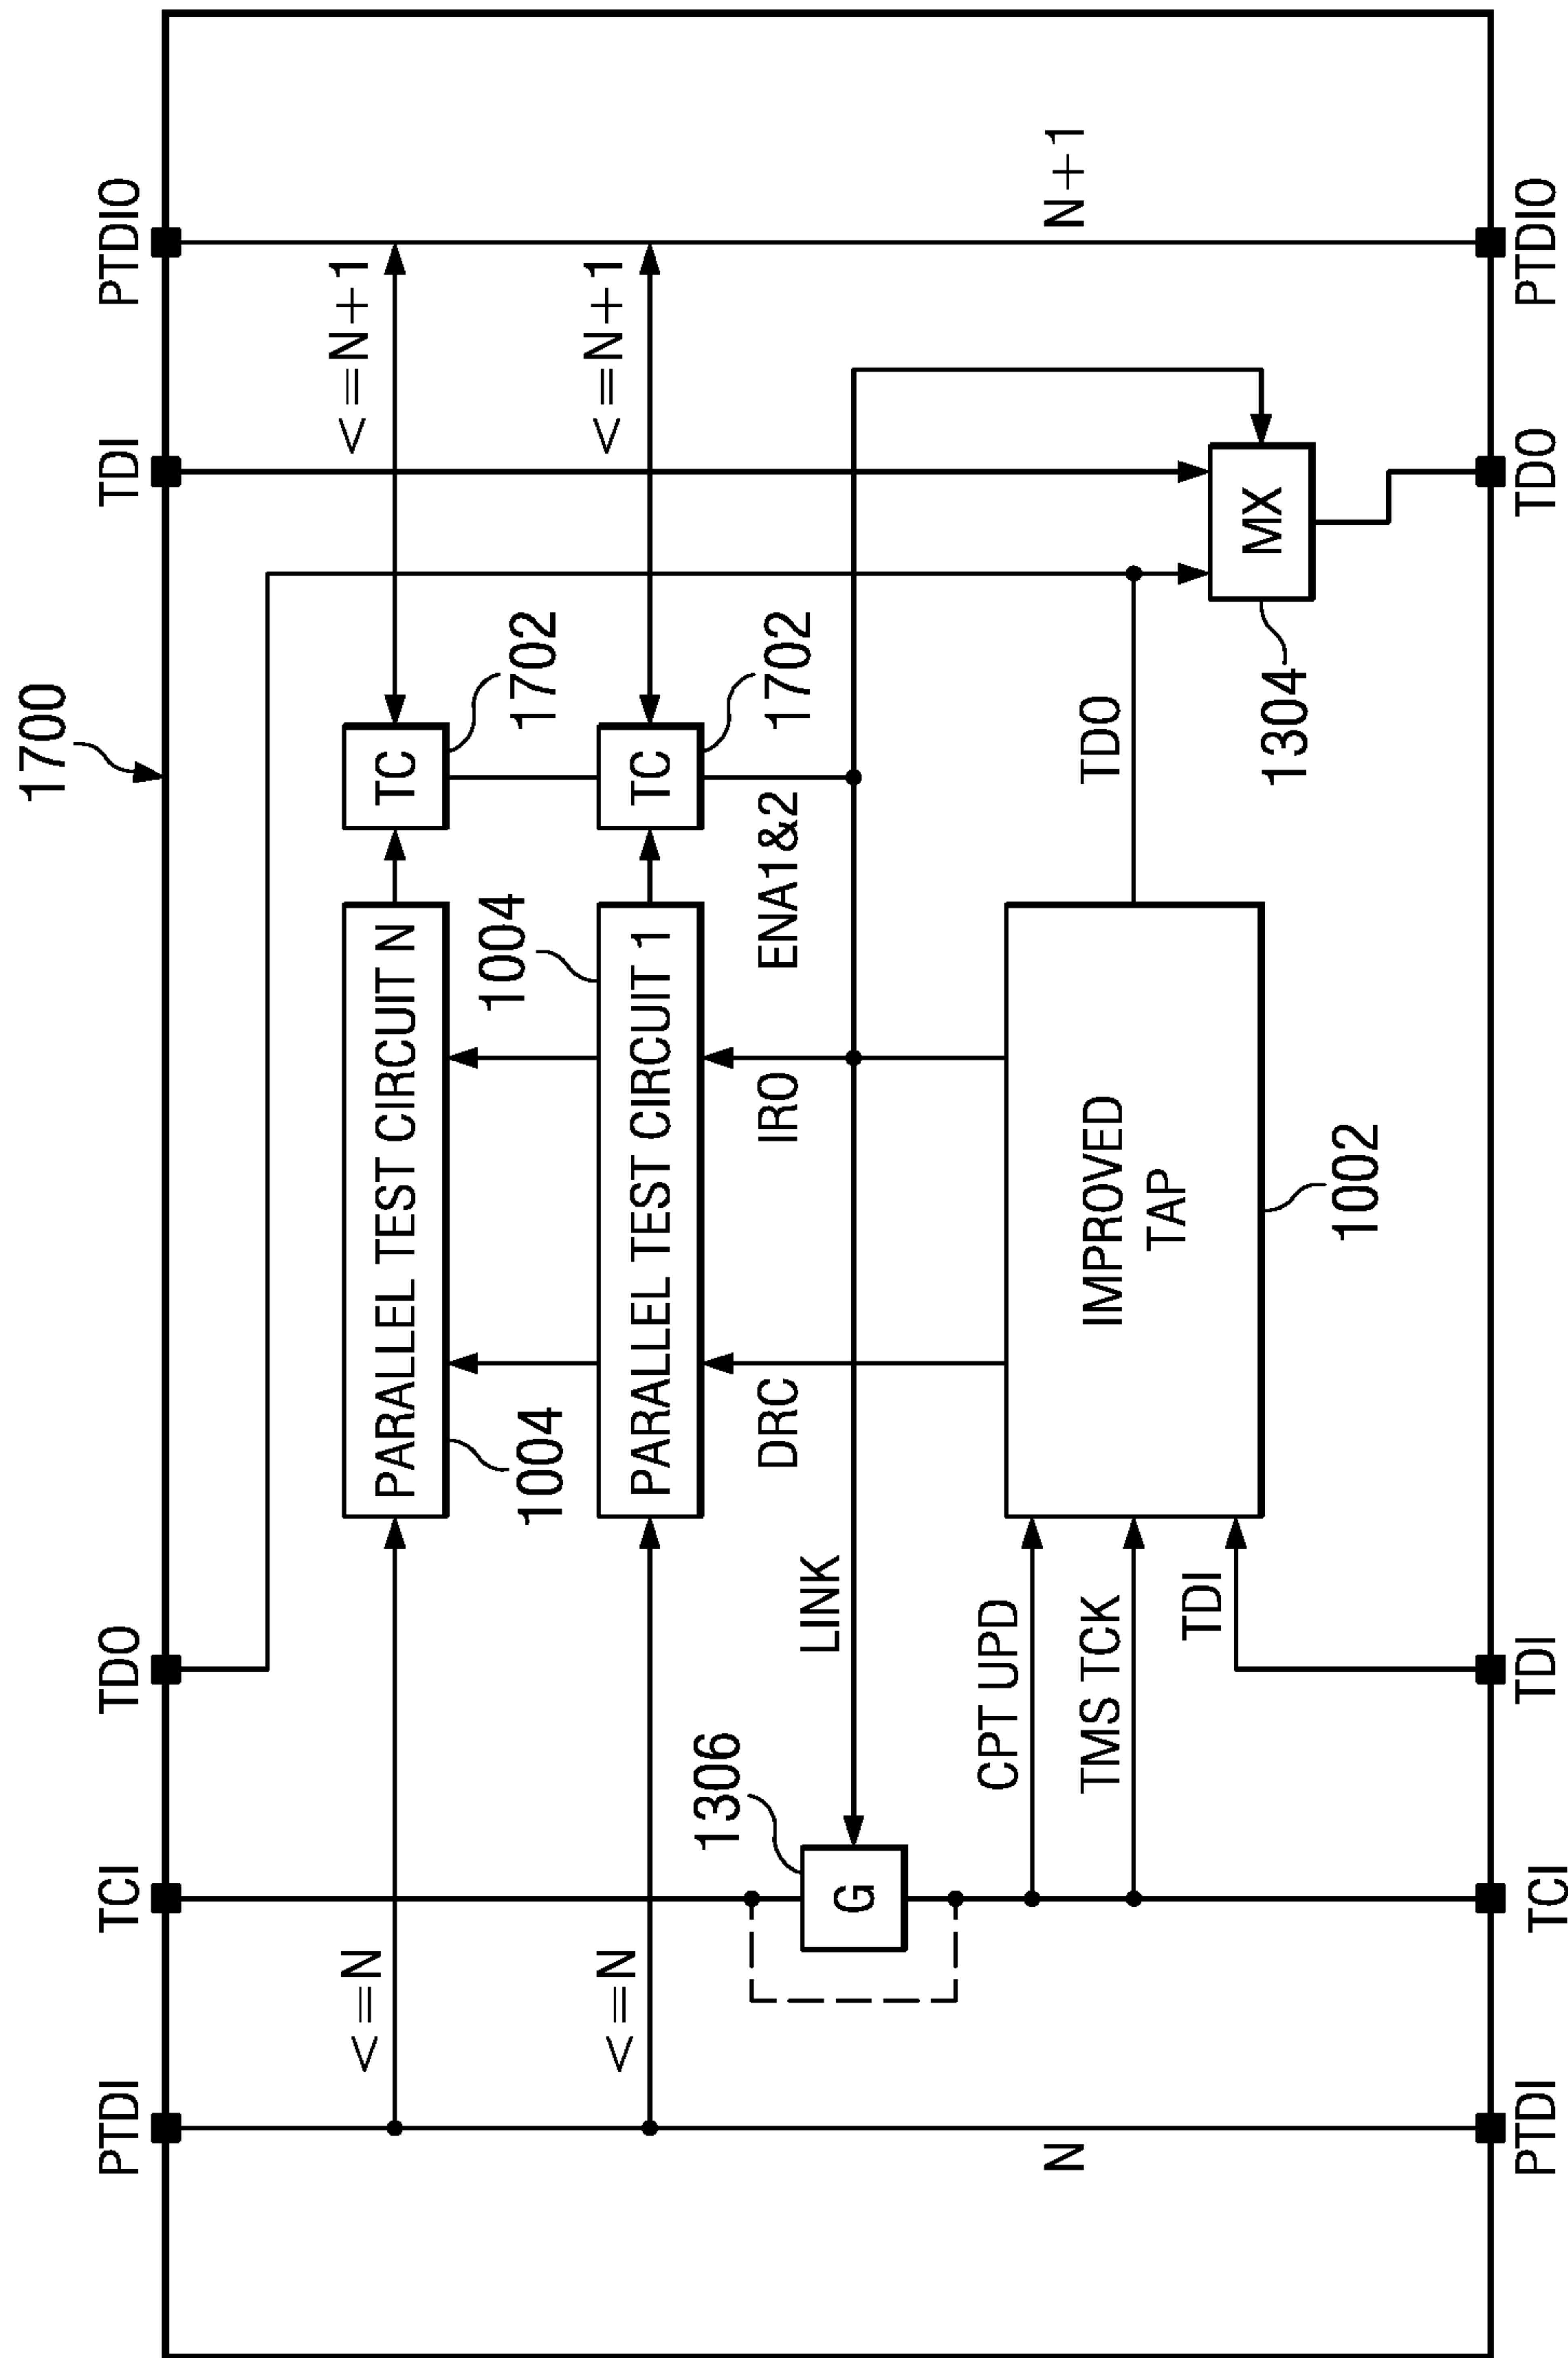 1700
PTDI
TCI
TDO
TDI
PTDIO
<=N
PARALLEL TEST CIRCUIT N
TC
<=N+1
1004
1004
1702
<=N
PARALLEL TEST CIRCUIT 1
TC
<=N+1
1702
1306
LINK
DRC
IRO
ENA1&2
G
CPT UPD
TMS TCK
TDI
IMPROVED
TAP
TDO
N
N+1
1002
1304
MX
PTDI
TCI
TDI
TDO
PTDIO